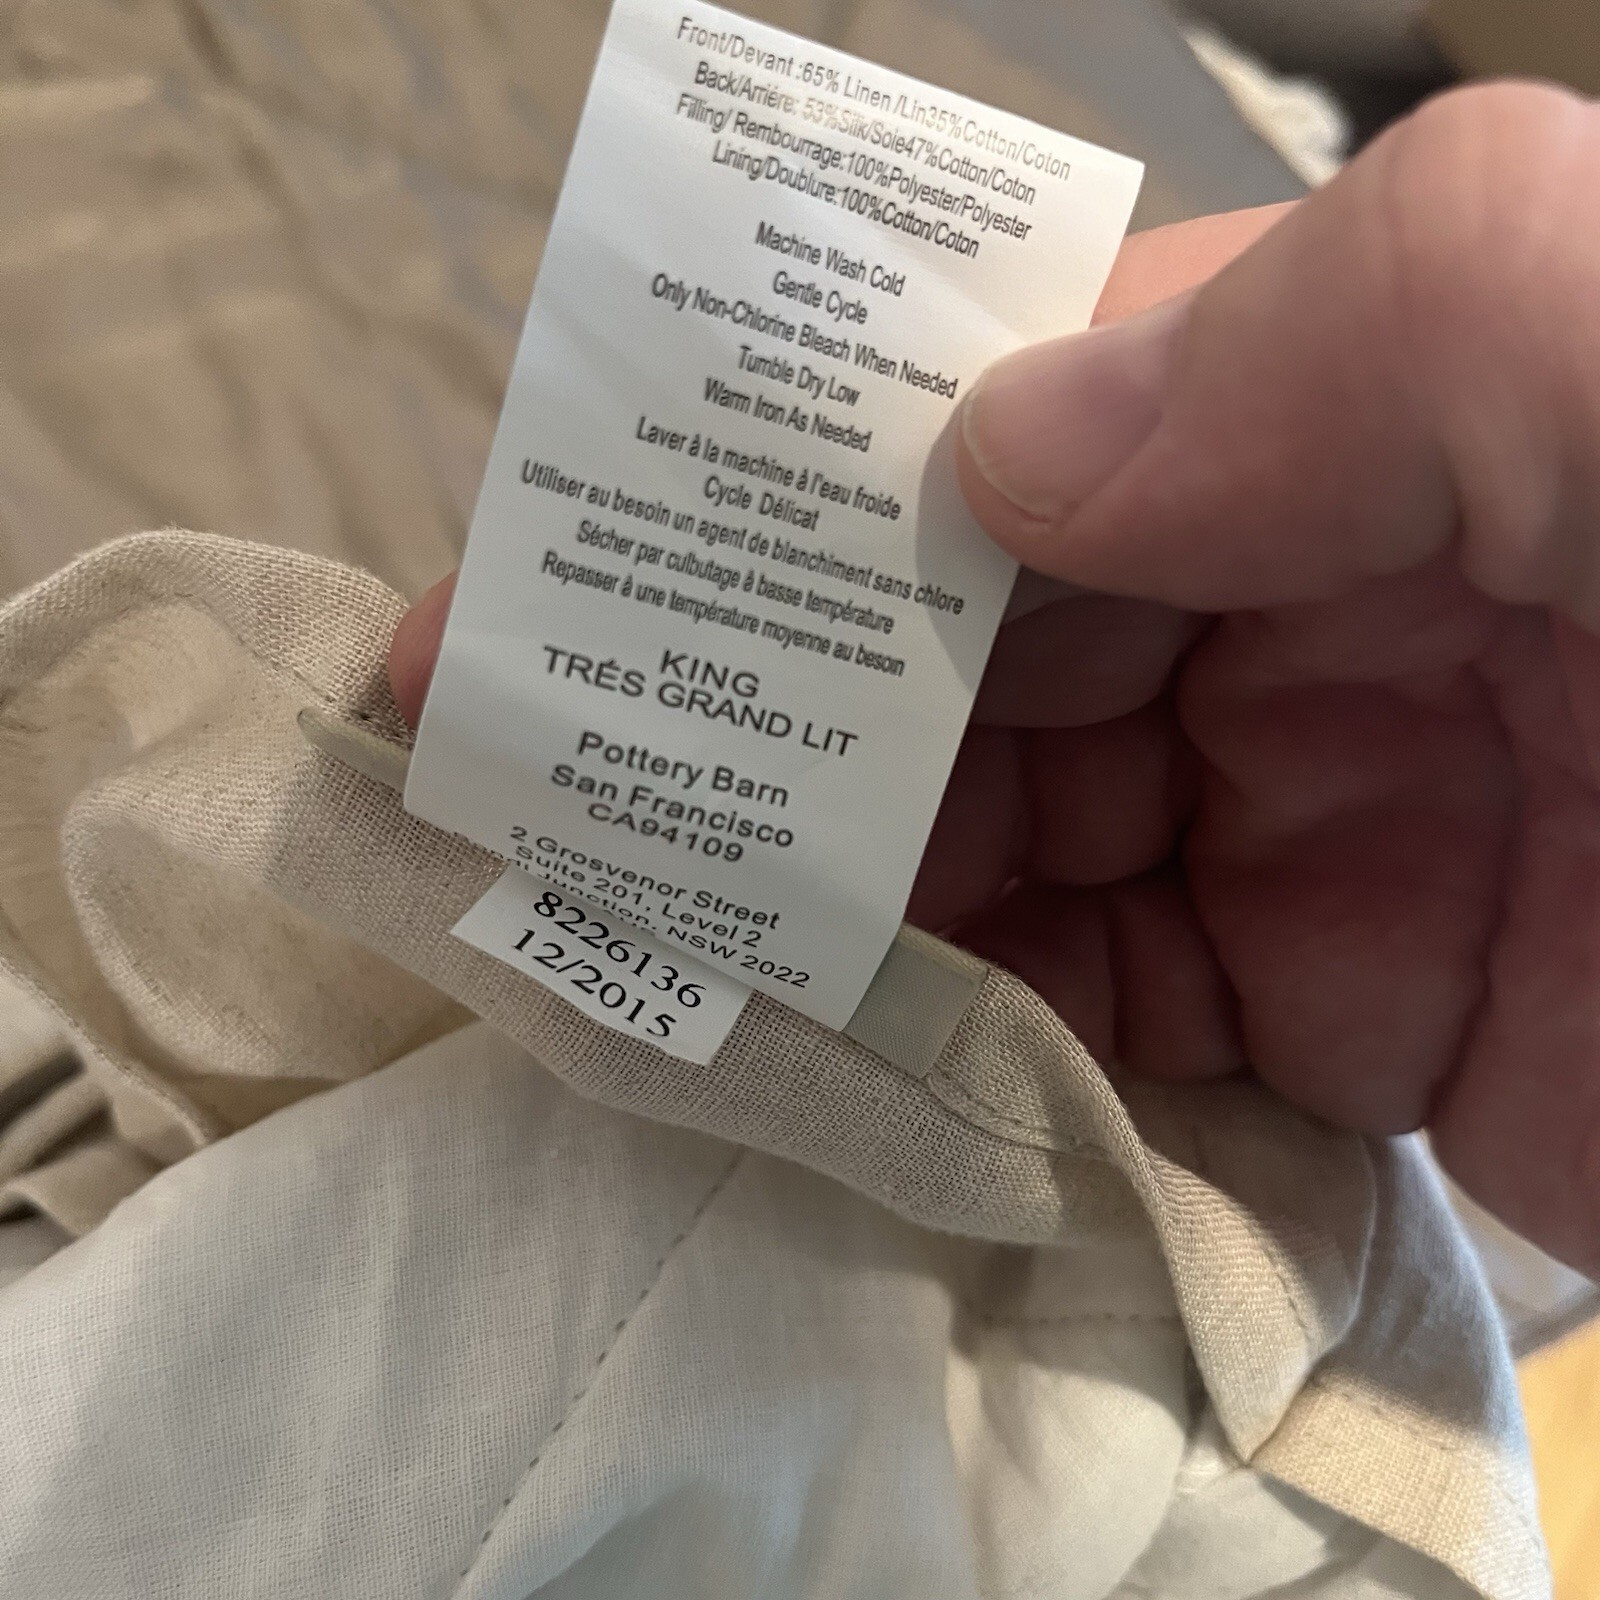 Front/Devant:65% Linen/Lin35%Cotton/Coton
Back/Arriére: 53%Silk/Soie47%Cotton/Coton
Filling/ Rembourrage:100%Polyester/Polyester
Lining/Doublure:100%Cotton/Coton
Machine Wash Cold
Gentle Cycle
Only Non-Chlorine Bleach When Needed
Tumble Dry Low
Warm Iron As Needed
Laver à la machine à l'eau froide
Cycle Délicat
Utiliser au besoin un agent de blanchiment sans chlore
Sécher par culbutage à basse température
Repasser à une température moyenne au besoin
KING
TRÉS GRAND LIT
Pottery Barn
San Francisco
CA94109
2 Grosvenor Street
Suite 201, Level 2
Junction, NSW 2022
8226136
12/2015